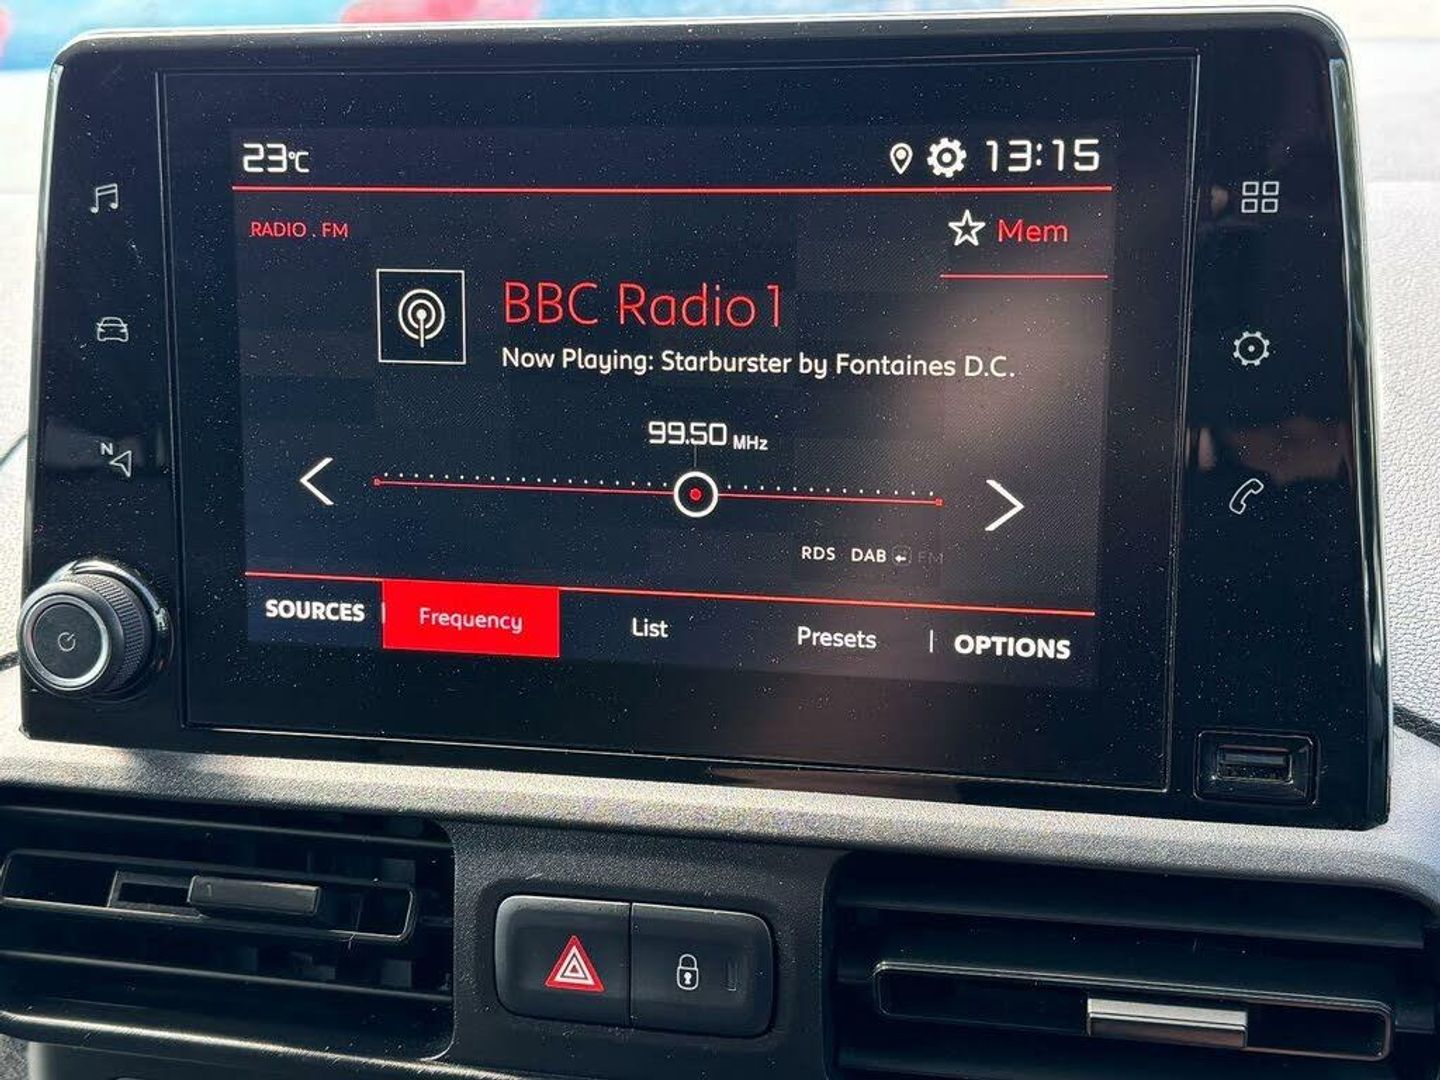 23°C 13:15
RADIO . FM
Mem
BBC Radio 1
Now Playing: Starburster by Fontaines D.C.
99.50 MHz
RDS DAB FM
SOURCES Frequency List Presets OPTIONS
N